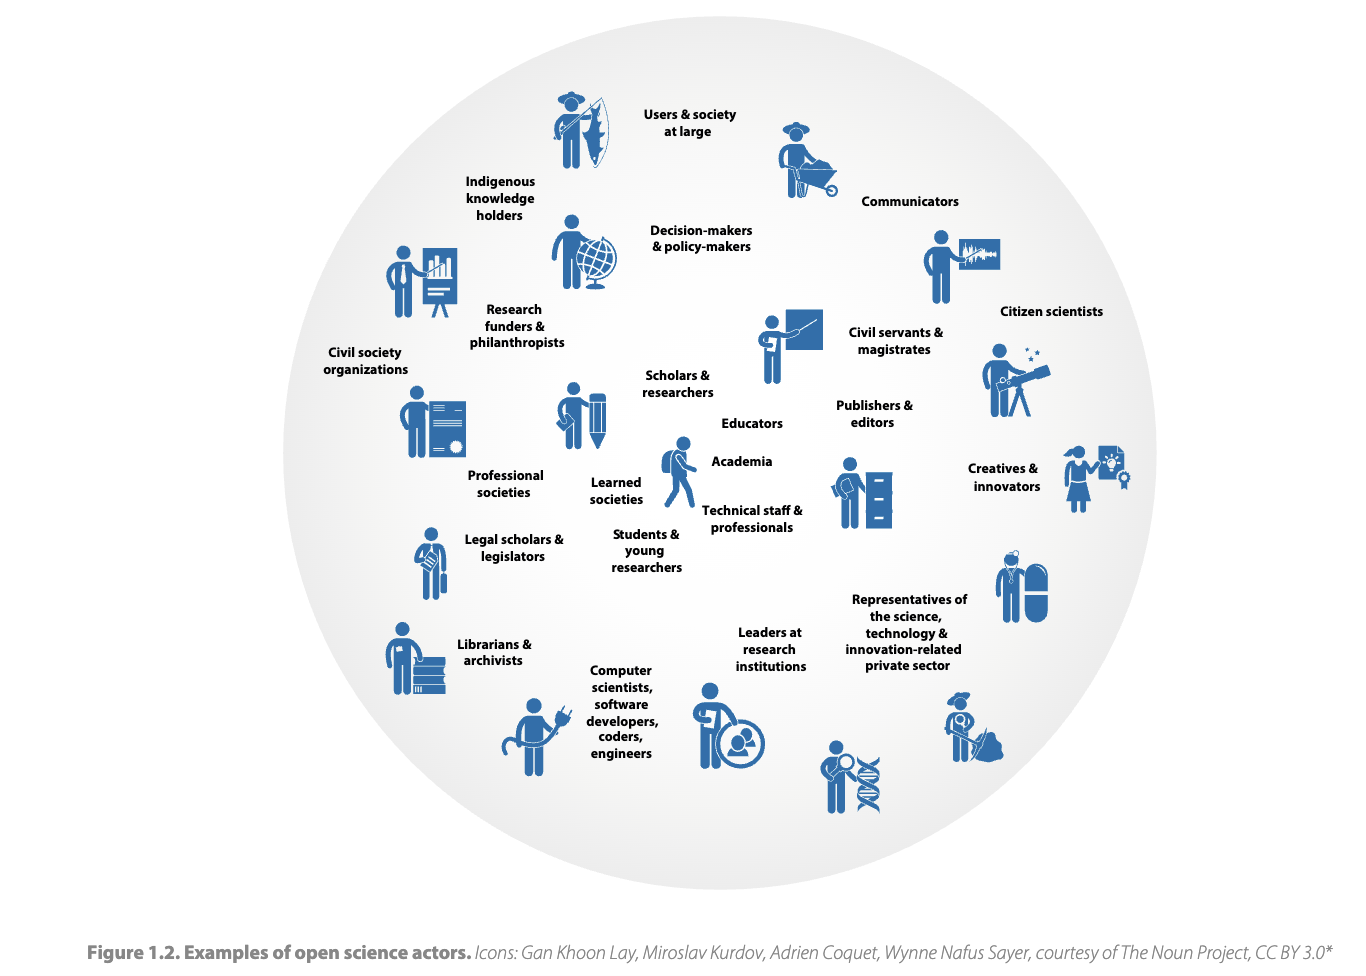 Users & society
at large
Indigenous
knowledge
holders
Communicators
Decision-makers
& policy-makers
Research
funders &
philanthropists
Citizen scientists
Civil servants &
magistrates
Civil society
organizations
Scholars &
researchers
Educators
Publishers &
editors
Academia
Professional
societies
Learned
societies
Creatives &
innovators
Technical staff &
professionals
Legal scholars &
legislators
Students &
young
researchers
Representatives of
the science,
technology &
innovation-related
private sector
Leaders at
research
institutions
Librarians &
archivists
Computer
scientists,
software
developers,
coders,
engineers
Figure 1.2. Examples of open science actors. Icons: Gan Khoon Lay, Miroslav Kurdov, Adrien Coquet, Wynne Nafus Sayer, courtesy of The Noun Project, CC BY 3.0*